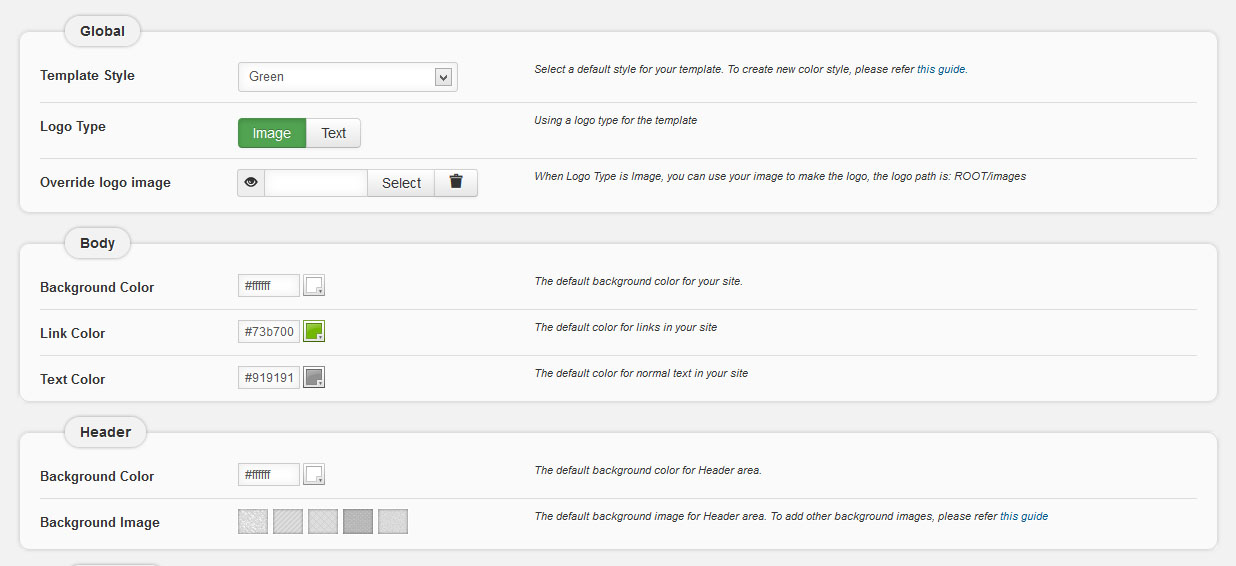 Global
Template Style
Green
Select a default style for your template. To create new color style, please refer this guide.
Logo Type
Image
Text
Using a logo type for the template
Override logo image
Select
When Logo Type is Image, you can use your image to make the logo, the logo path is: ROOT/images
Body
Background Color
#ffffff
The default background color for your site.
Link Color
#73b700
The default color for links in your site
Text Color
#919191
The default color for normal text in your site
Header
Background Color
#ffffff
The default background color for Header area.
Background Image
The default background image for Header area. To add other background images, please refer this guide